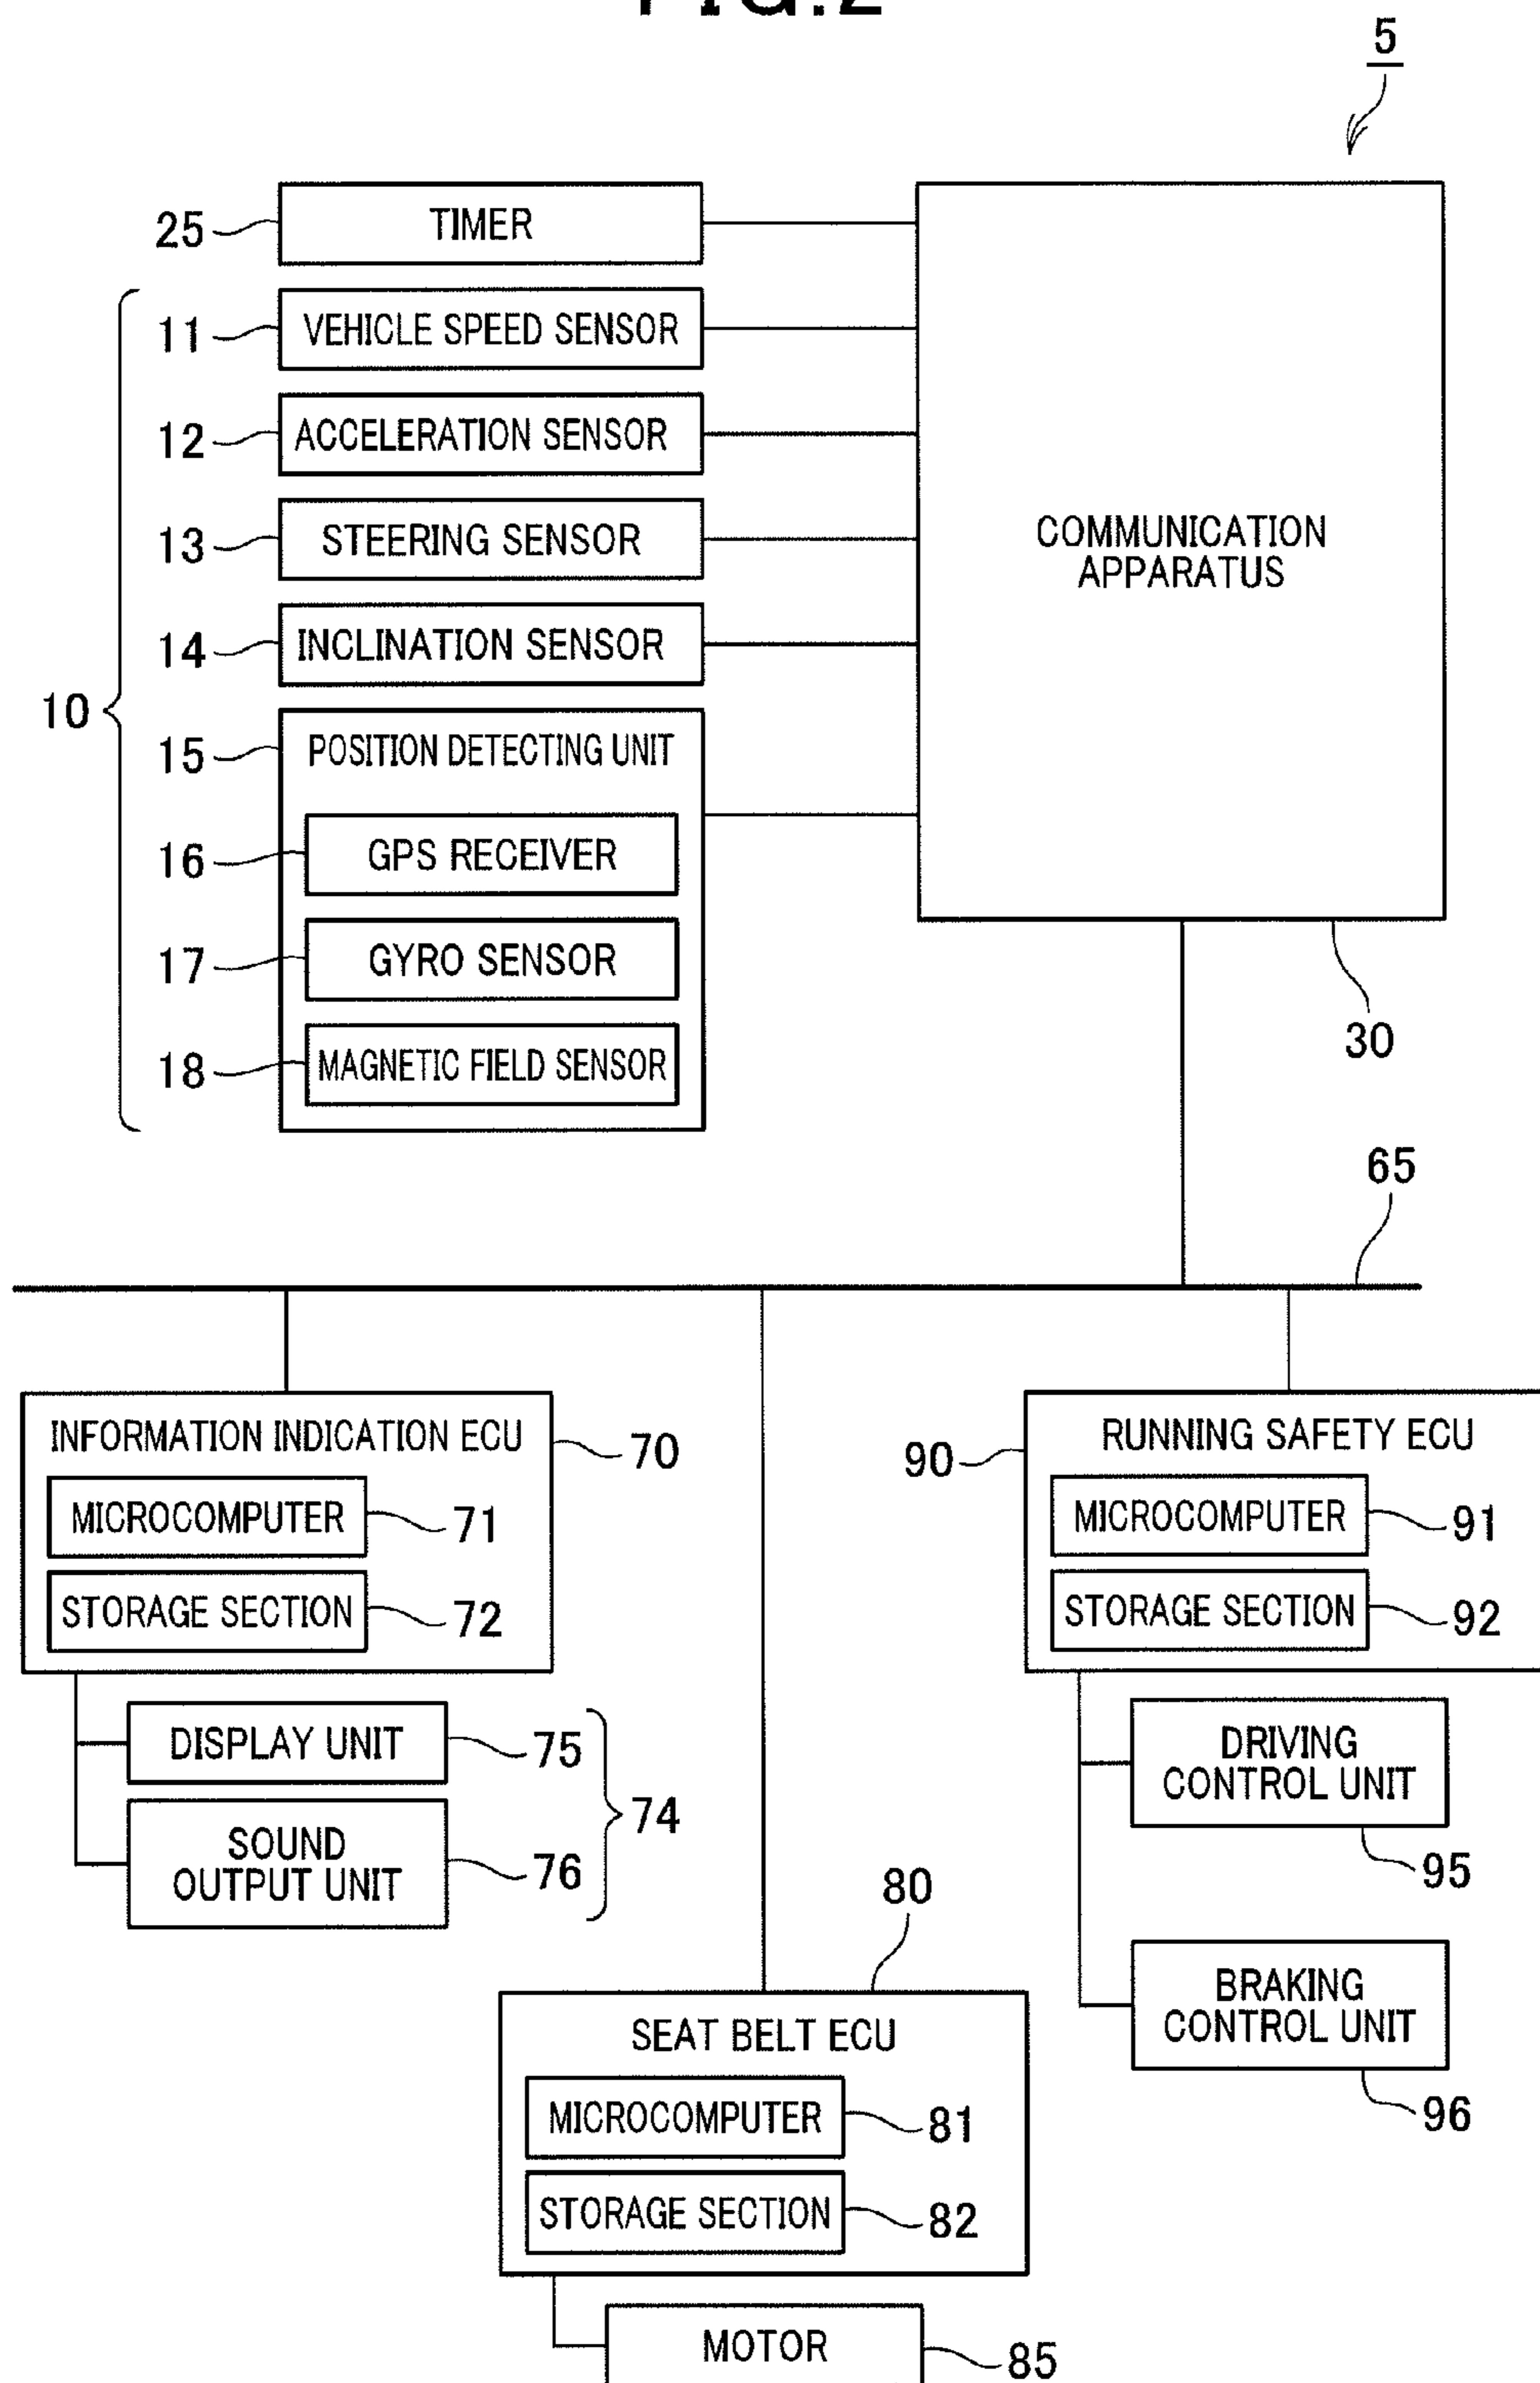 FIG.2
5
25
TIMER
11
VEHICLE SPEED SENSOR
12
ACCELERATION SENSOR
13
STEERING SENSOR
COMMUNICATION
APPARATUS
14
INCLINATION SENSOR
10
15
POSITION DETECTING UNIT
16
GPS RECEIVER
17
GYRO SENSOR
18
MAGNETIC FIELD SENSOR
30
65
INFORMATION INDICATION ECU
70
MICROCOMPUTER
71
STORAGE SECTION
72
DISPLAY UNIT
75
74
SOUND
OUTPUT UNIT
76
90
RUNNING SAFETY ECU
MICROCOMPUTER
91
STORAGE SECTION
92
DRIVING
CONTROL UNIT
95
BRAKING
CONTROL UNIT
96
80
SEAT BELT ECU
MICROCOMPUTER
81
STORAGE SECTION
82
MOTOR
85